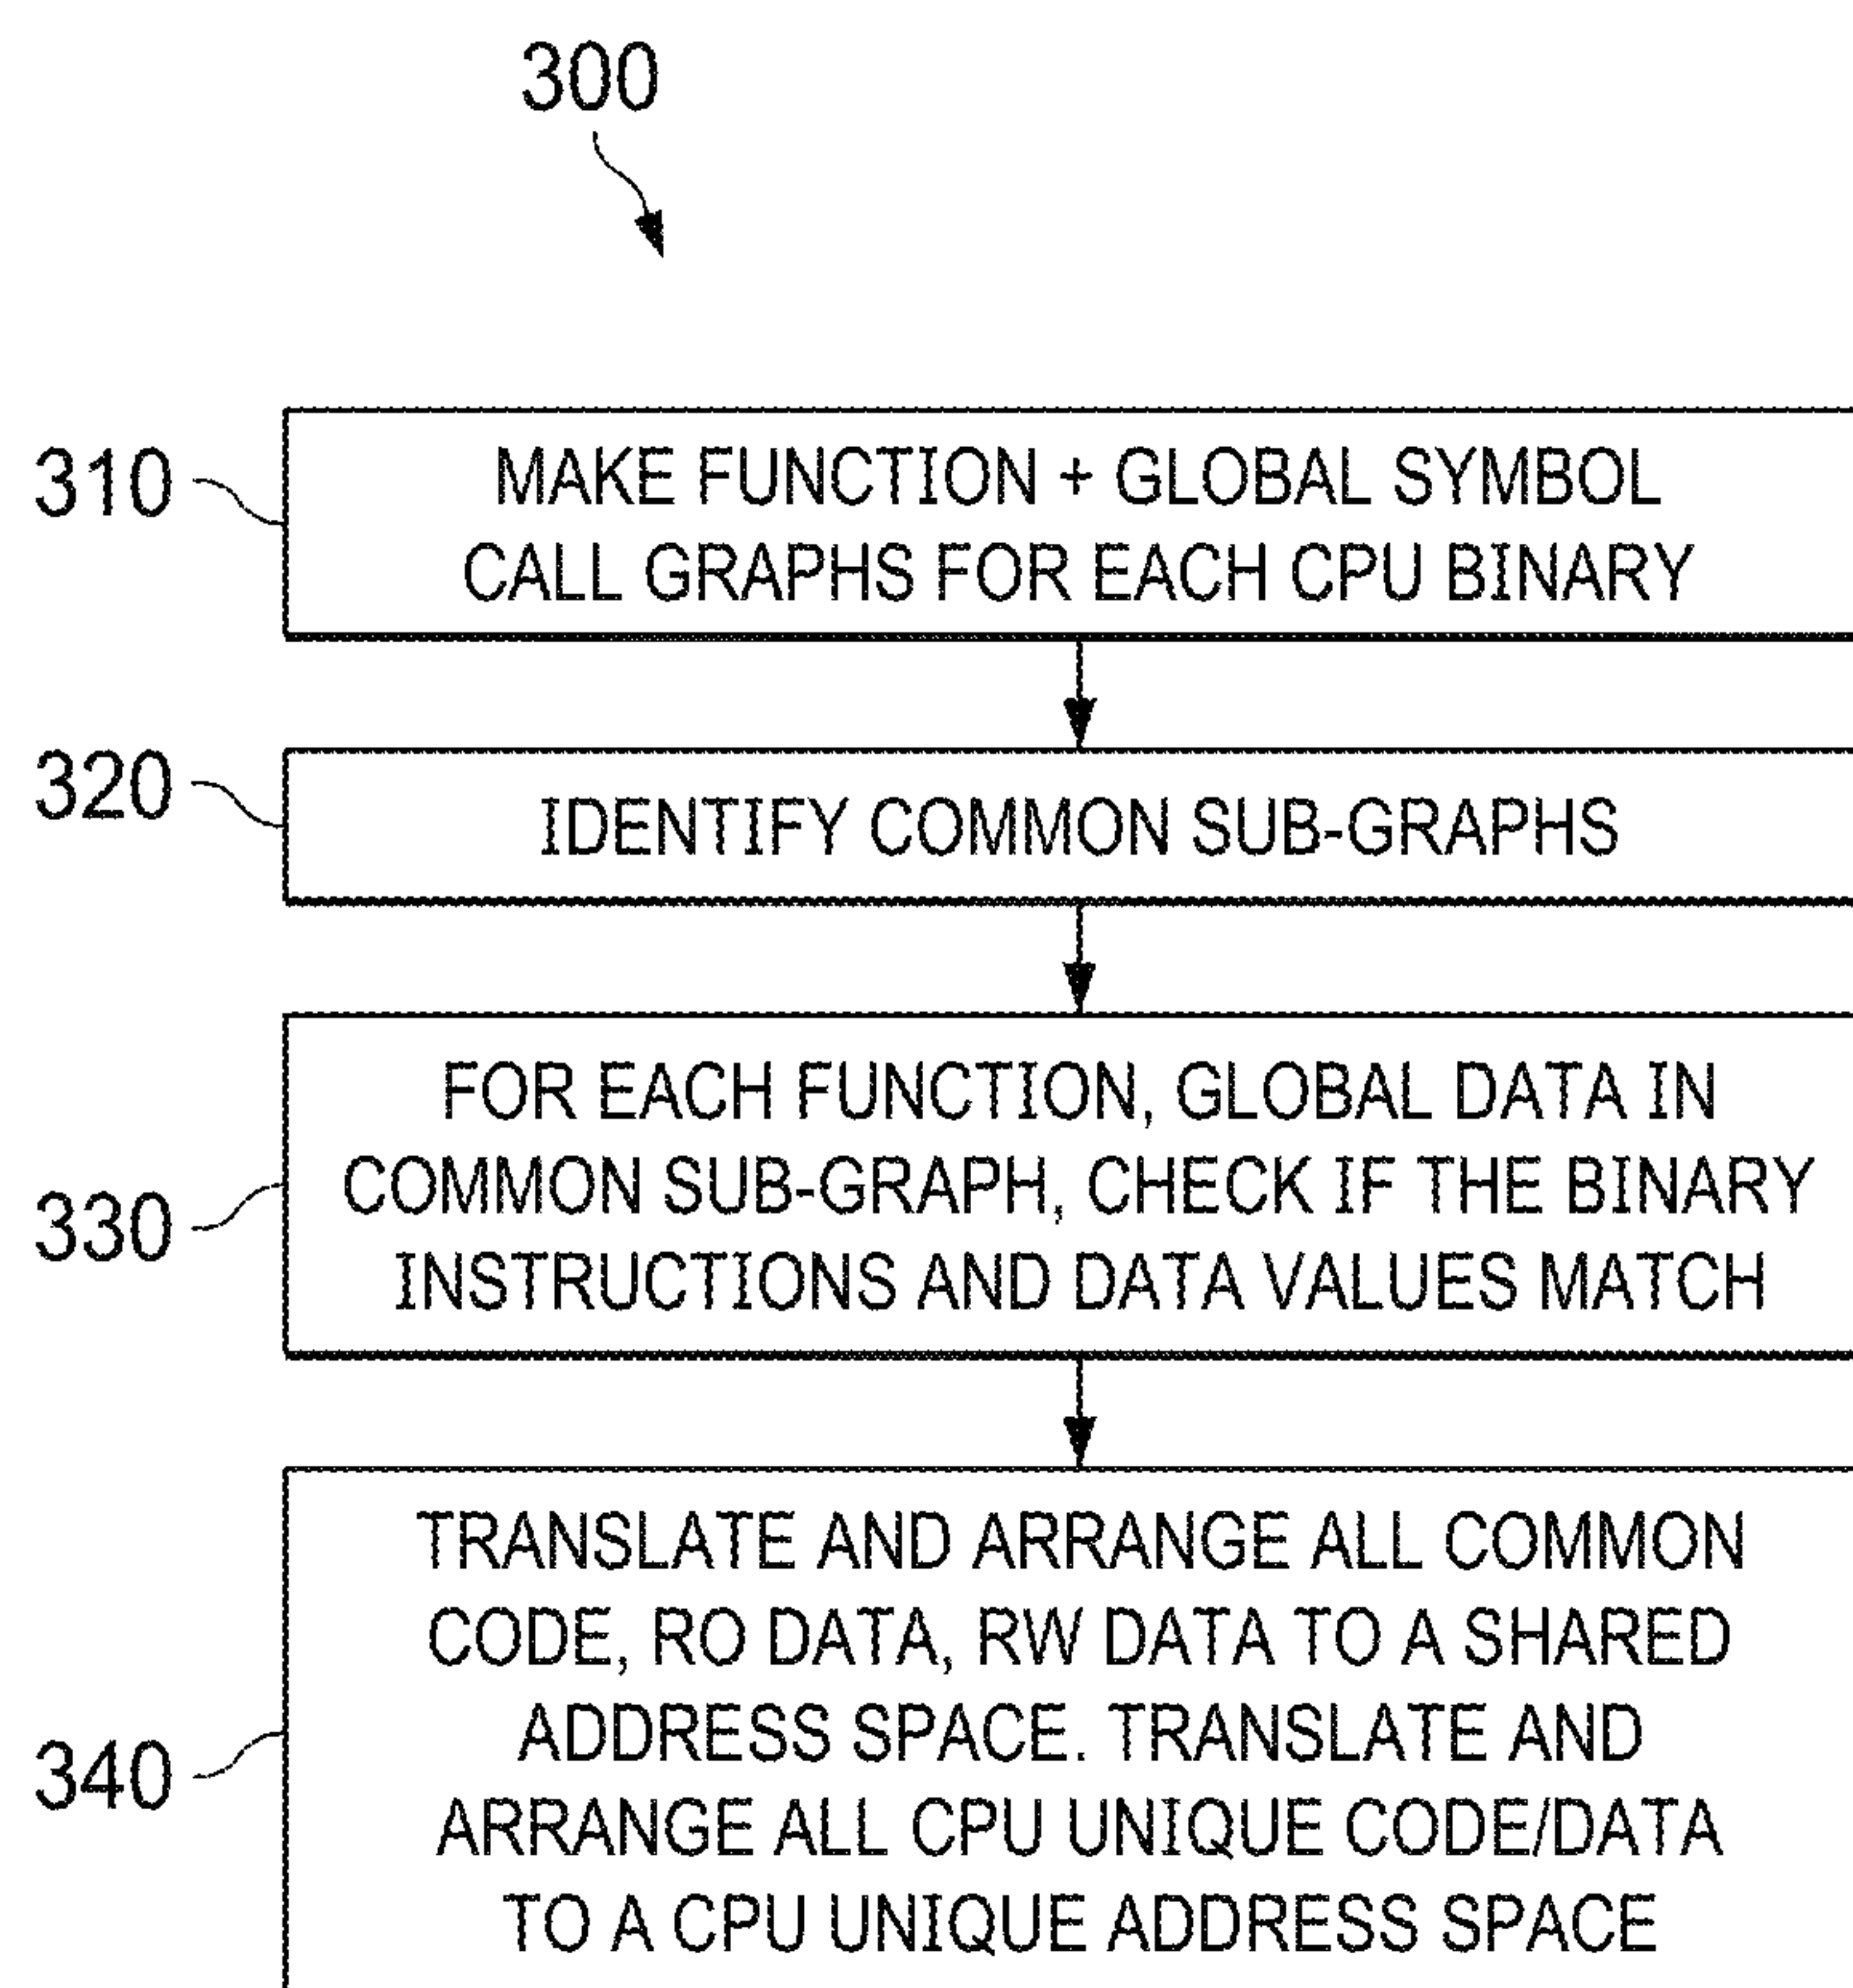 300
310
MAKE FUNCTION + GLOBAL SYMBOL
CALL GRAPHS FOR EACH CPU BINARY
320
IDENTIFY COMMON SUB-GRAPHS
330
FOR EACH FUNCTION, GLOBAL DATA IN
COMMON SUB-GRAPH, CHECK IF THE BINARY
INSTRUCTIONS AND DATA VALUES MATCH
340
TRANSLATE AND ARRANGE ALL COMMON
CODE, RO DATA, RW DATA TO A SHARED
ADDRESS SPACE. TRANSLATE AND
ARRANGE ALL CPU UNIQUE CODE/DATA
TO A CPU UNIQUE ADDRESS SPACE